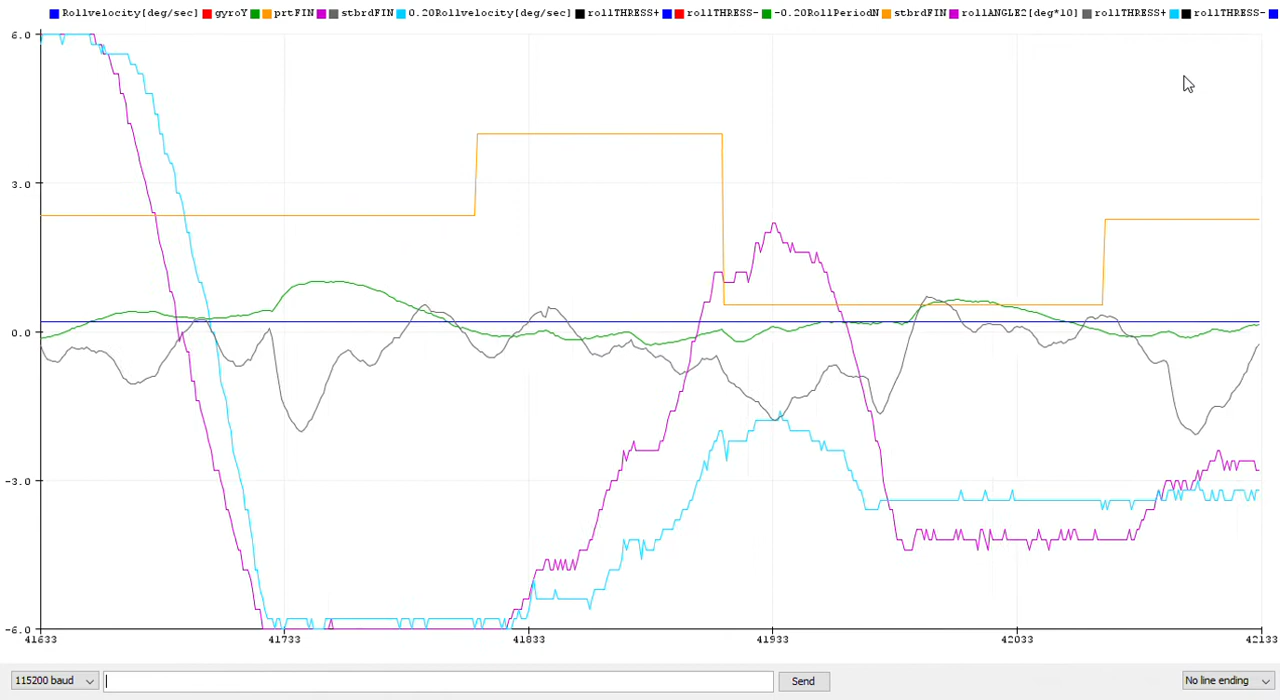 Rollvelocity[deg/sec] gyroY prtFIN stbrdFIN 0.20Rollvelocity[deg/sec] rollTHRESS+ rollTHRESS- -0.20RollPeriodN stbrdFIN rollANGLE2[deg*10] rollTHRESS+ rollTHRESS-
6.0
3.0
0.0
-3.0
-6.0
41633 41733 41833 41933 42033 42133
115200 baud Send No line ending